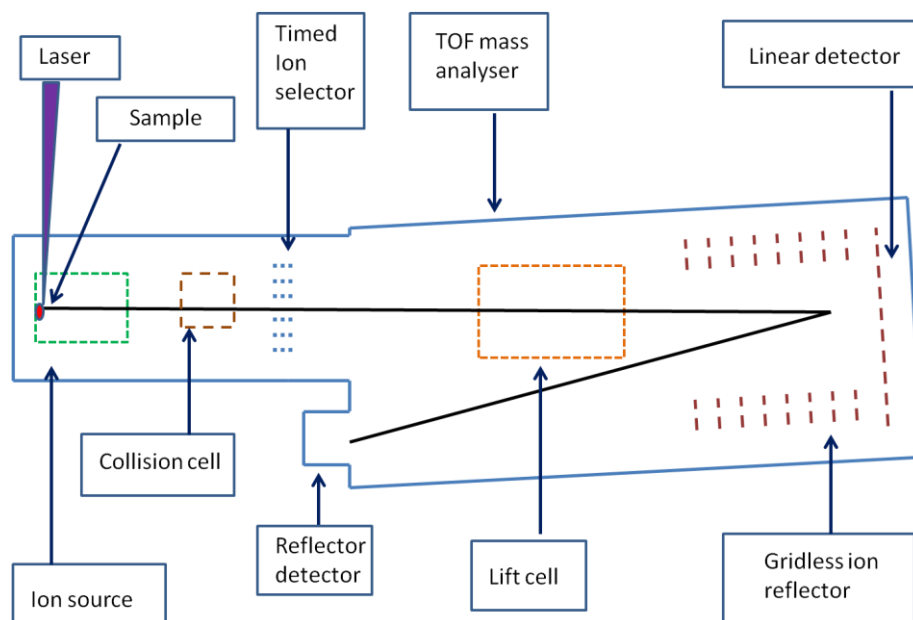 Laser
Sample
Timed
Ion
selector
TOF mass
analyser
Linear detector
Collision cell
Ion source
Reflector
detector
Lift cell
Gridless ion
reflector